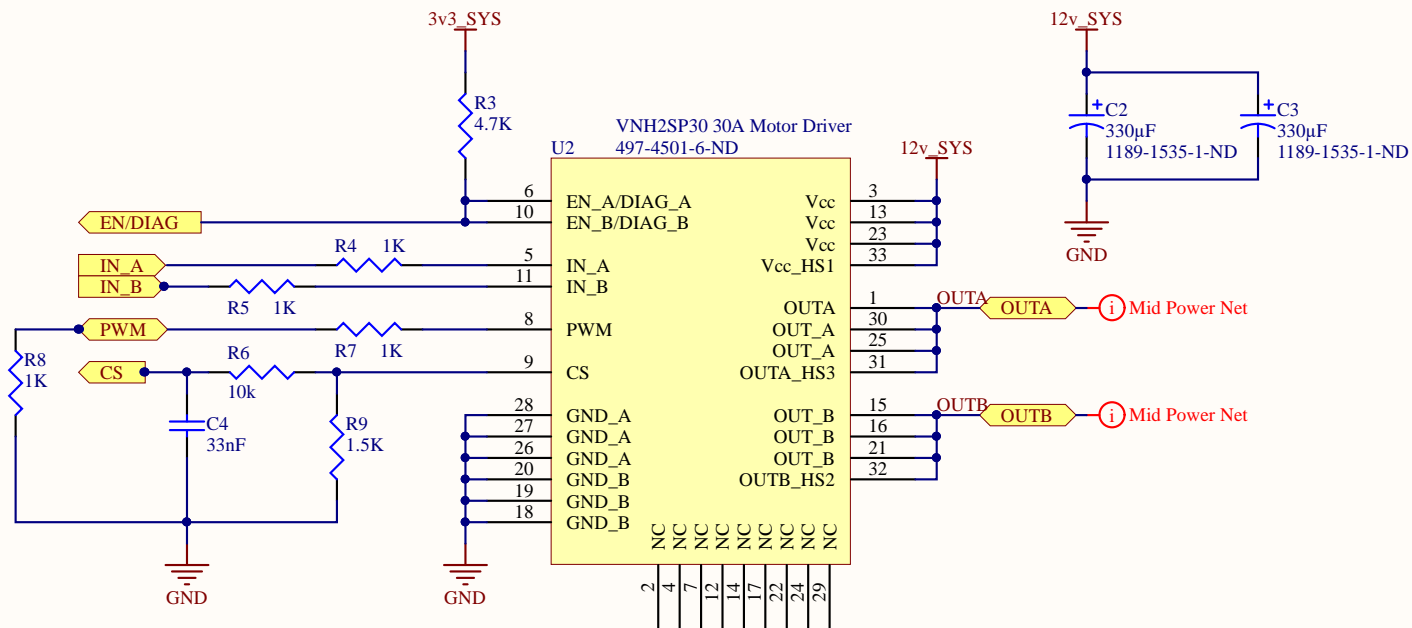 3v3_SYS
12v_SYS
R3
4.7K
C2
330µF
1189-1535-1-ND
C3
330µF
1189-1535-1-ND
GND
VNH2SP30 30A Motor Driver
U2
497-4501-6-ND
12v_SYS
EN/DIAG
6
EN_A/DIAG_A
10
EN_B/DIAG_B
IN_A
R4
1K
5
IN_A
IN_B
R5
1K
11
IN_B
PWM
R7
1K
8
PWM
R8
1K
CS
R6
10k
9
CS
C4
33nF
R9
1.5K
GND
28
GND_A
27
GND_A
26
GND_A
20
GND_B
19
GND_B
18
GND_B
GND
Vcc
3
Vcc
13
Vcc
23
Vcc_HS1
33
OUTA
1
OUTA
OUTA
Mid Power Net
OUT_A
30
OUT_A
25
OUTA_HS3
31
OUT_B
15
OUTB
OUTB
Mid Power Net
OUT_B
16
OUT_B
21
OUTB_HS2
32
NC
NC
NC
NC
NC
NC
NC
NC
NC
2
4
7
12
14
17
22
24
29